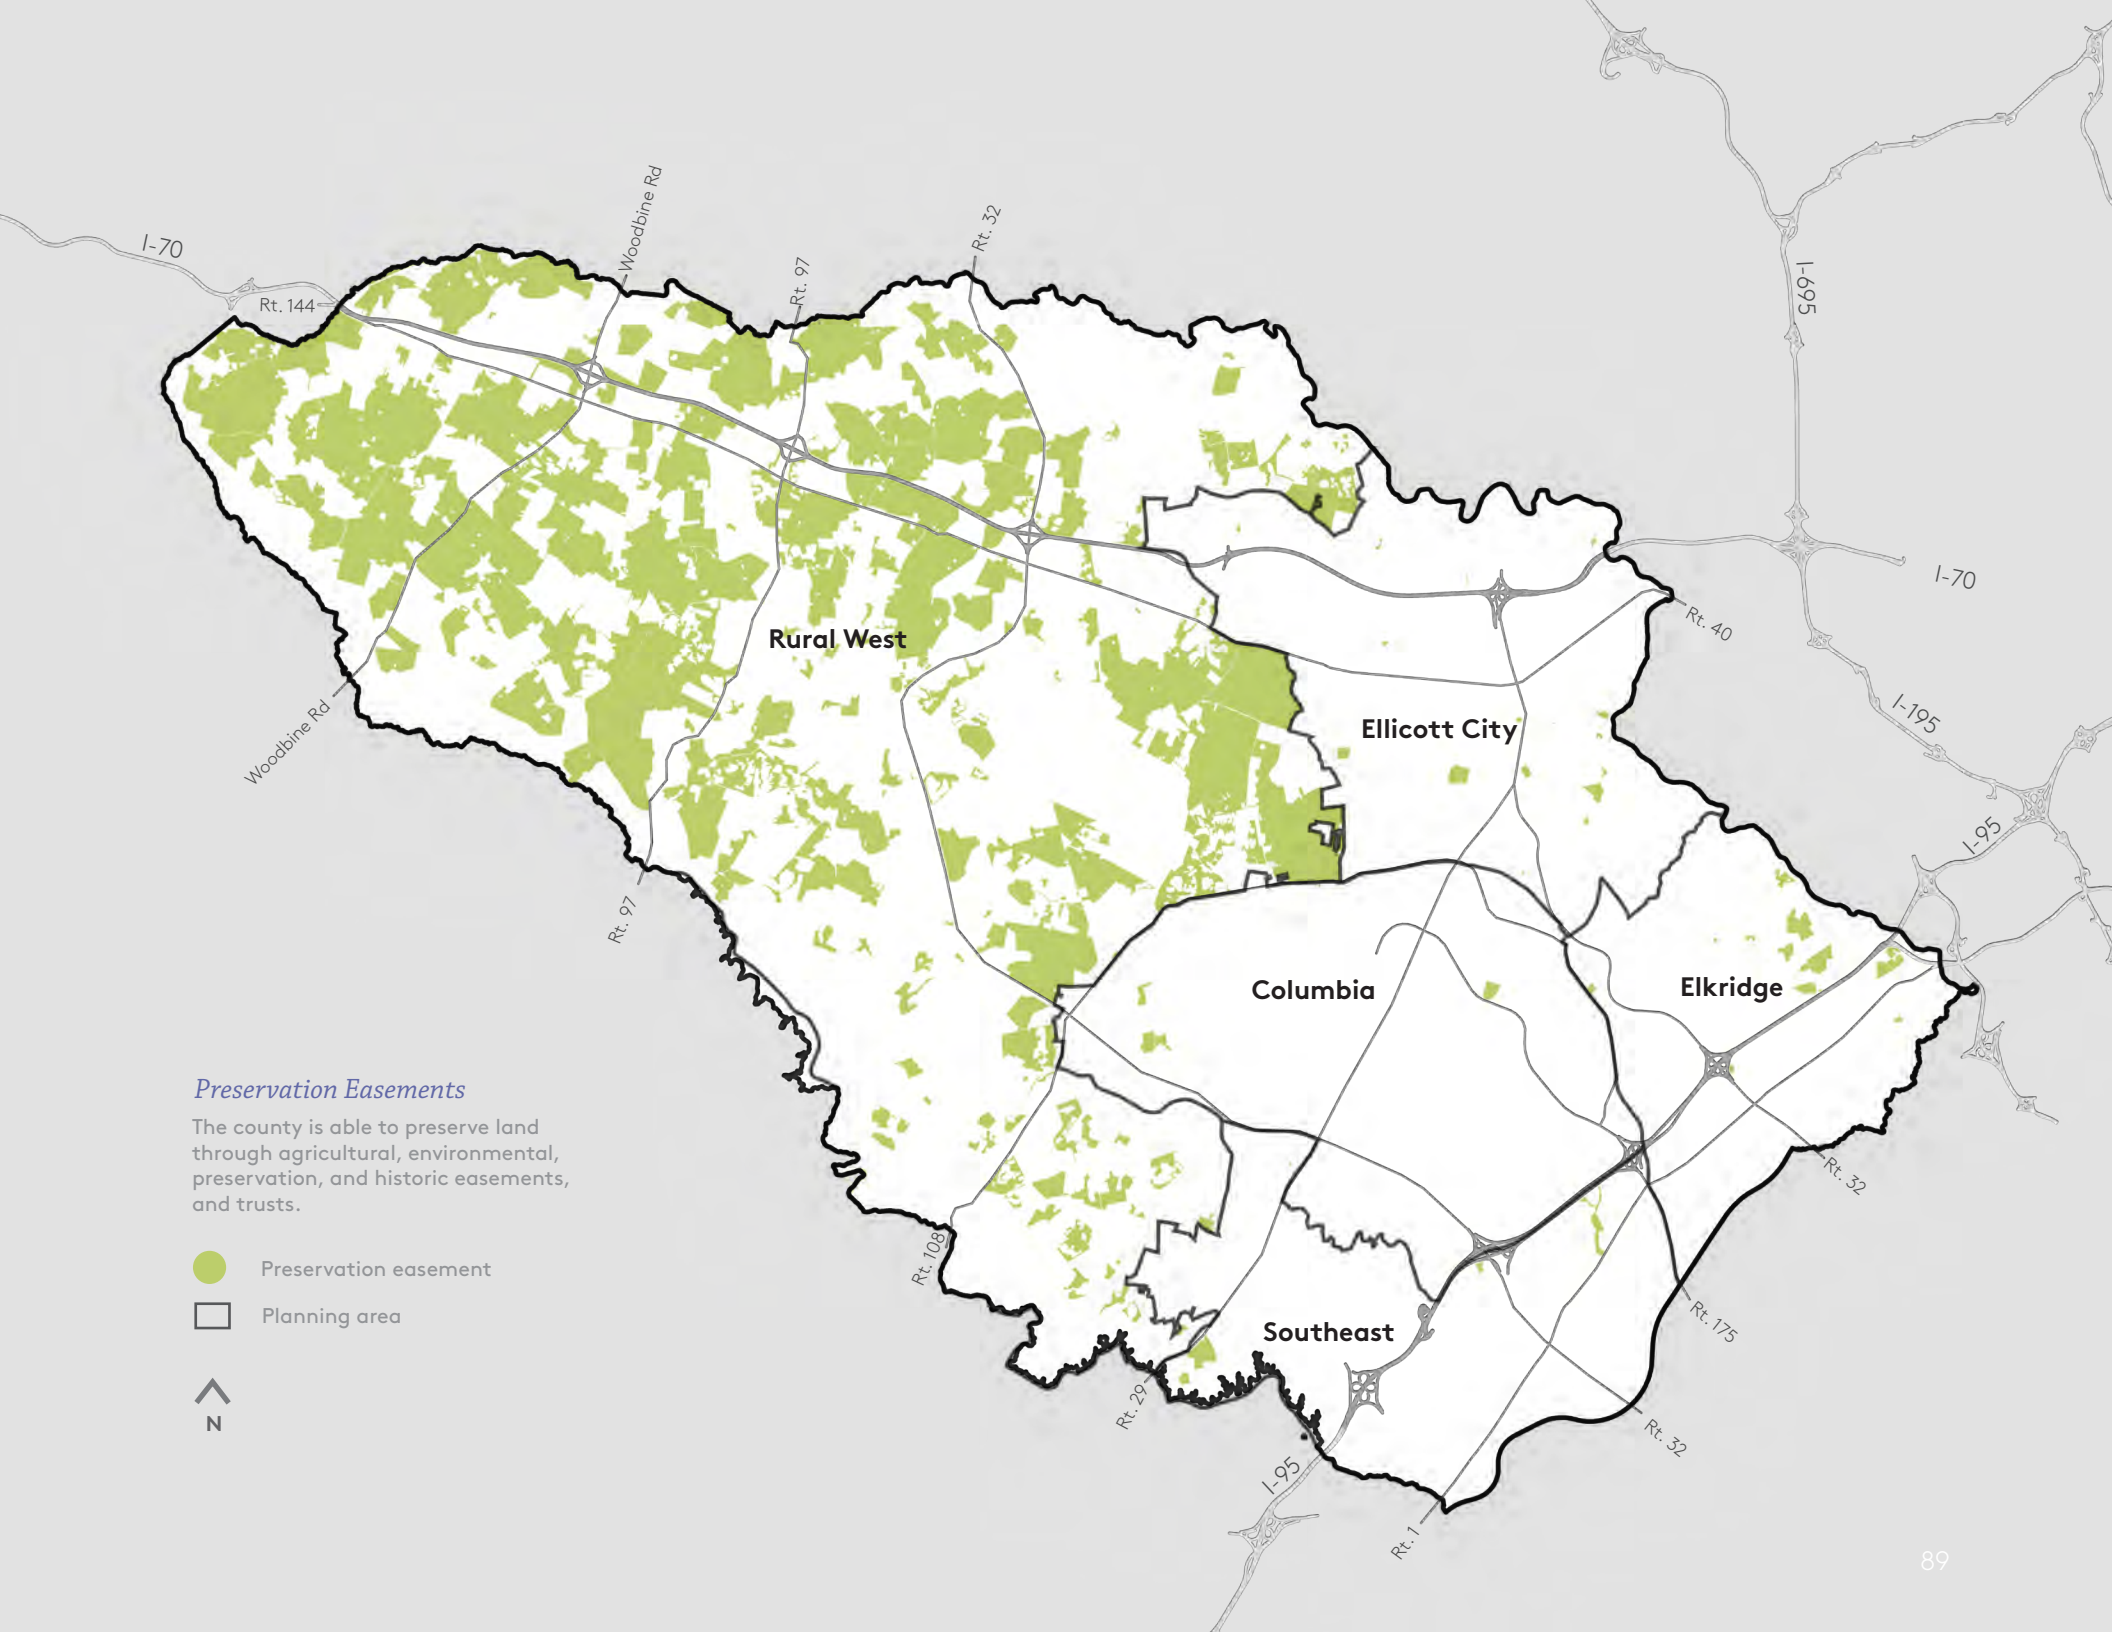 I-70
Rt. 144
Woodbine Rd
Rt. 97
Rt. 32
I-695
I-70
Rt. 40
I-195
I-95
Rural West
Ellicott City
Columbia
Elkridge
Southeast
Woodbine Rd
Rt. 97
Rt. 108
Rt. 29
I-95
Rt. 1
Rt. 32
Rt. 175
Rt. 32
Preservation Easements
The county is able to preserve land
through agricultural, environmental,
preservation, and historic easements,
and trusts.
Preservation easement
Planning area
N
89